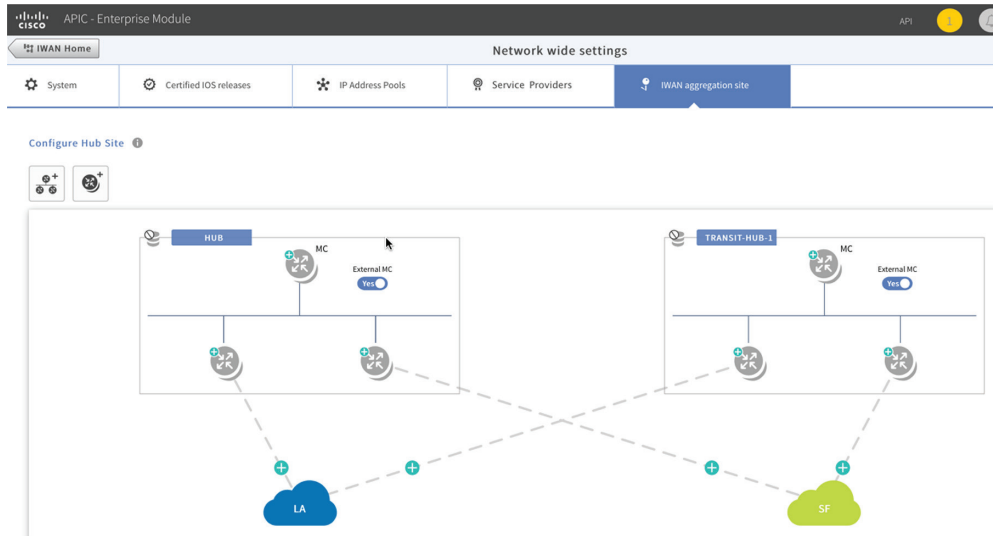 cisco
APIC - Enterprise Module
API
1
IWAN Home
Network wide settings
System
Certified IOS releases
IP Address Pools
Service Providers
IWAN aggregation site
Configure Hub Site
HUB
MC
External MC
Yes
TRANSIT-HUB-1
MC
External MC
Yes
LA
SF